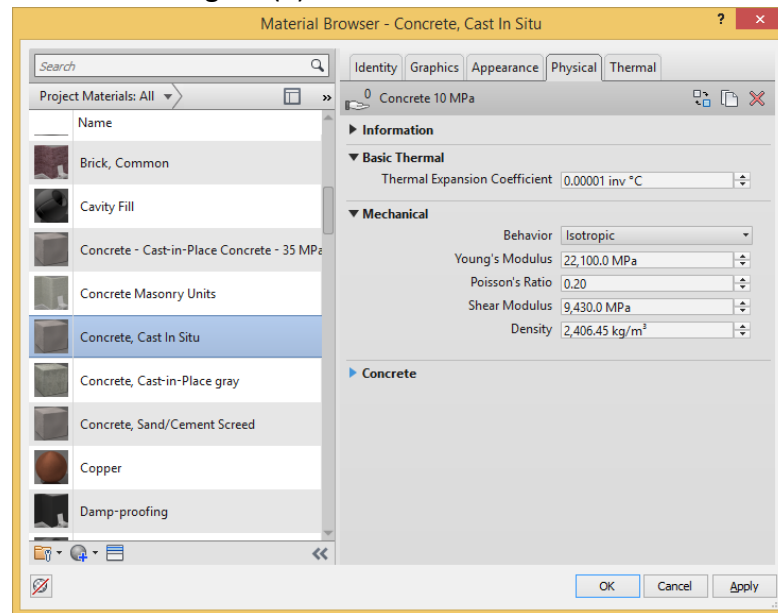 Material Browser - Concrete, Cast In Situ
?
×
Search
Identity Graphics Appearance Physical Thermal
Project Materials: All
»
0 Concrete 10 MPa
Name
Information
Brick, Common
Basic Thermal
Thermal Expansion Coefficient 0.00001 inv °C
Cavity Fill
Mechanical
Behavior Isotropic
Concrete - Cast-in-Place Concrete - 35 MPa
Young's Modulus 22,100.0 MPa
Poisson's Ratio 0.20
Concrete Masonry Units
Shear Modulus 9,430.0 MPa
Density 2,406.45 kg/m³
Concrete, Cast In Situ
Concrete
Concrete, Cast-in-Place gray
Concrete, Sand/Cement Screed
Copper
Damp-proofing
«
OK Cancel Apply